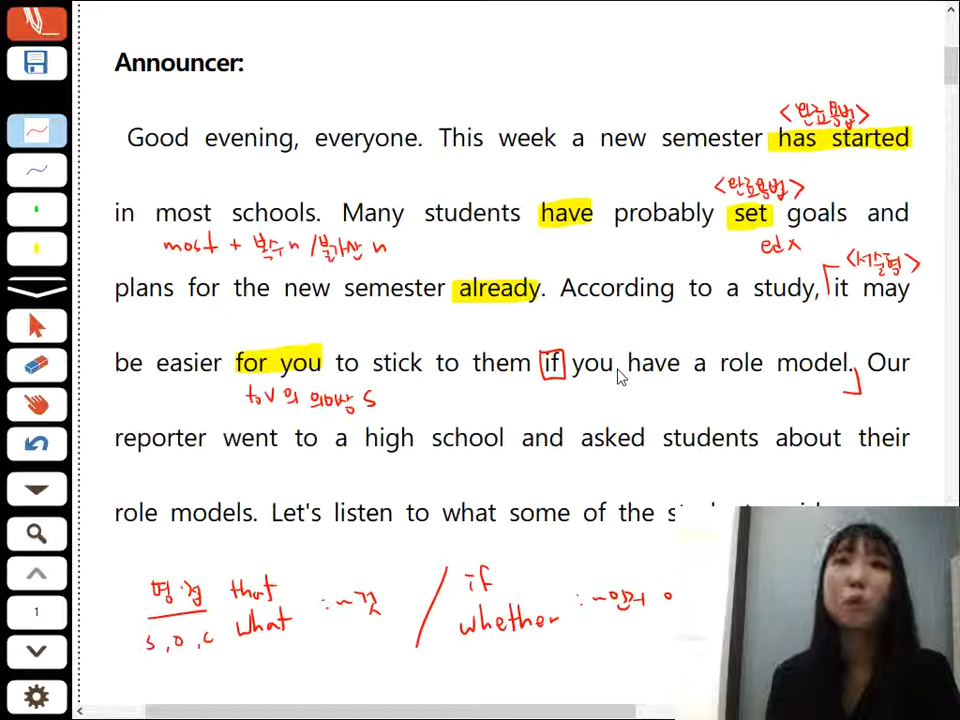 Announcer:
<완료용법>
Good evening, everyone. This week a new semester has started
<완료용법>
in most schools. Many students have probably set goals and
most + 복수n /불가산 n
ed x
<서술형>
plans for the new semester already. According to a study, it may
be easier for you to stick to them if you have a role model. Our
toV의 의미상 S
reporter went to a high school and asked students about their
role models. Let's listen to what some of the
명.접 that
s, o, c what
: ~것
/ if
whether
: ~인지
1